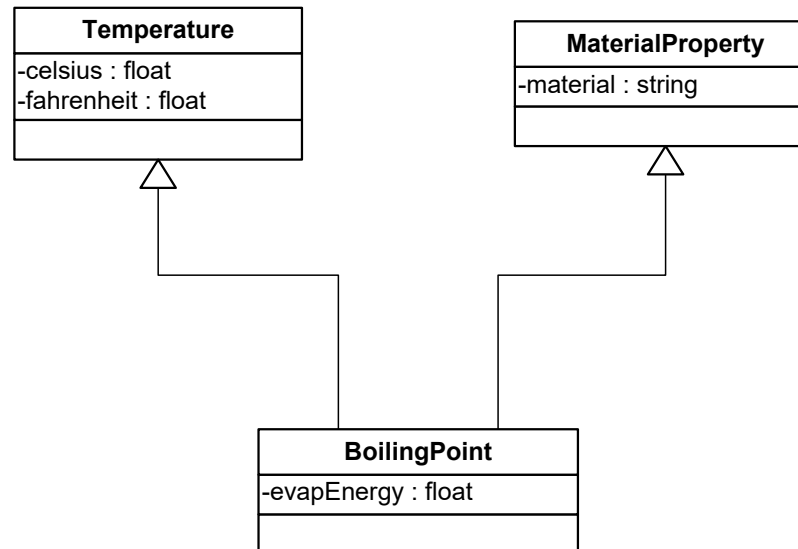 Temperature
-celsius : float
-fahrenheit : float
MaterialProperty
-material : string
BoilingPoint
-evapEnergy : float